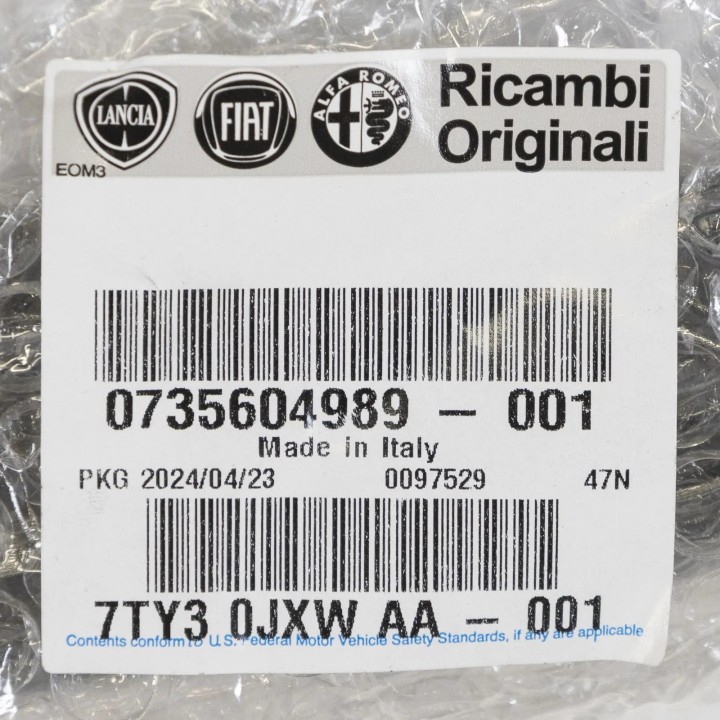 LANCIA FIAT ALFA ROMEO Ricambi
Originali
EOM3
0735604989 - 001
Made in Italy
PKG 2024/04/23 0097529 47N
7TY3 0JXW AA - 001
Contents conform to U.S. Federal Motor Vehicle Safety Standards, if any are applicable